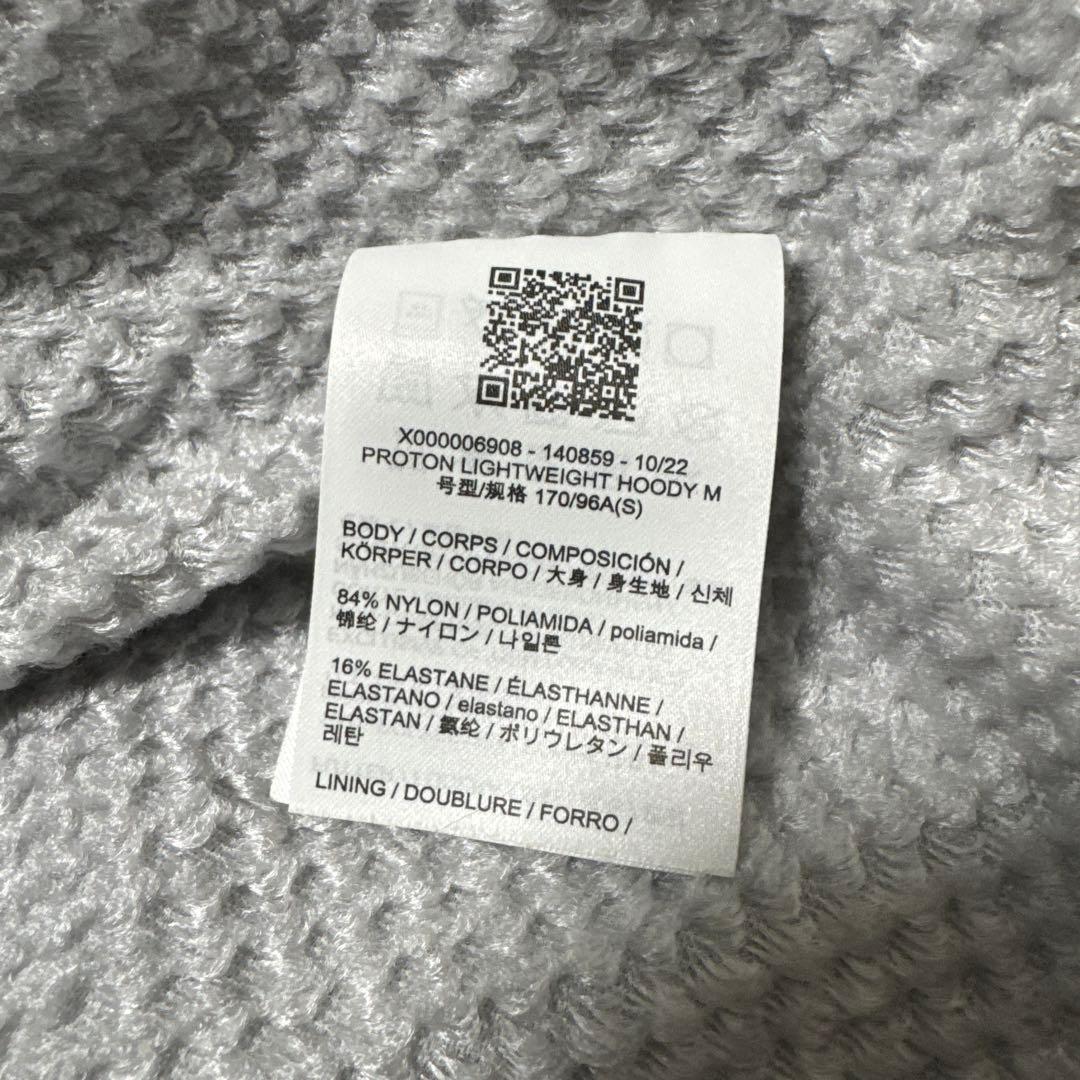 X000006908 - 140859 - 10/22
PROTON LIGHTWEIGHT HOODY M
号型/规格 170/96A(S)
BODY / CORPS / COMPOSICIÓN /
KÖRPER / CORPO / 大身 / 身生地 / 신체
84% NYLON / POLIAMIDA / poliamida /
锦纶 / ナイロン / 나일론
16% ELASTANE / ÉLASTHANNE /
ELASTANO / elastano / ELASTHAN /
ELASTAN / 氨纶 / ポリウレタン / 폴리우
레탄
LINING / DOUBLURE / FORRO /